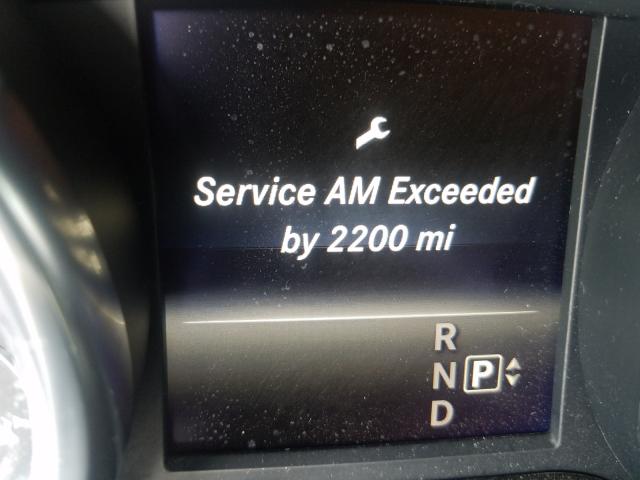 Service AM Exceeded
by 2200 mi
R
N P
D